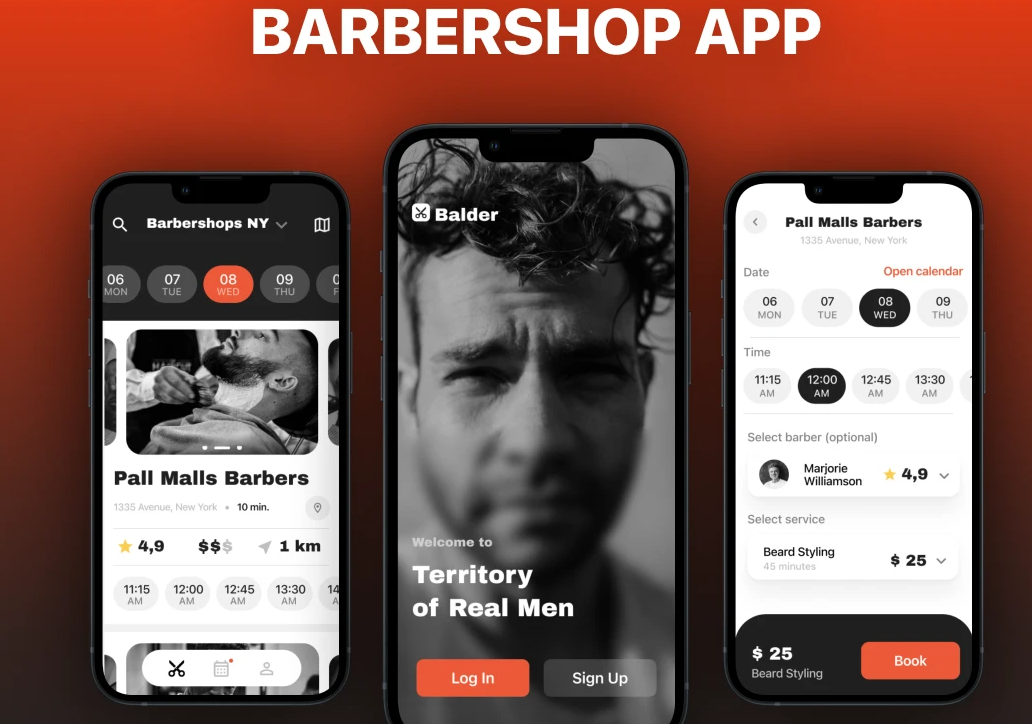 BARBERSHOP APP
Barbershops NY
06 07 08 09
MON TUE WED THU F
Pall Malls Barbers
1335 Avenue, New York • 10 min.
4,9 $$$ 1 km
11:15 12:00 12:45 13:30 14
AM AM AM AM
Balder
Welcome to
Territory
of Real Men
Log In Sign Up
Pall Malls Barbers
1335 Avenue, New York
Date Open calendar
06 07 08 09
MON TUE WED THU
Time
11:15 12:00 12:45 13:30
AM AM AM AM
Select barber (optional)
Marjorie
Williamson 4,9
Select service
Beard Styling
45 minutes
$ 25
$ 25
Beard Styling
Book